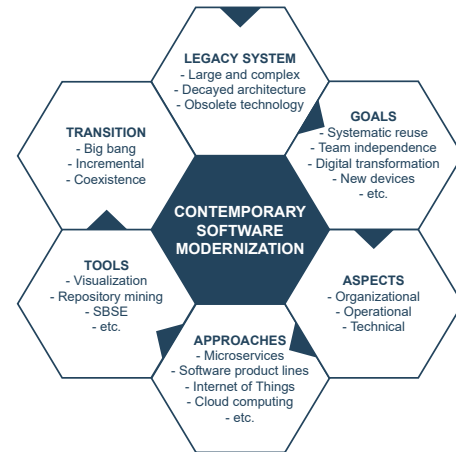 LEGACY SYSTEM
- Large and complex
- Decayed architecture
- Obsolete technology
GOALS
- Systematic reuse
- Team independence
- Digital transformation
- New devices
- etc.
ASPECTS
- Organizational
- Operational
- Technical
APPROACHES
- Microservices
- Software product lines
- Internet of Things
- Cloud computing
- etc.
TOOLS
- Visualization
- Repository mining
- SBSE
- etc.
TRANSITION
- Big bang
- Incremental
- Coexistence
CONTEMPORARY
SOFTWARE
MODERNIZATION